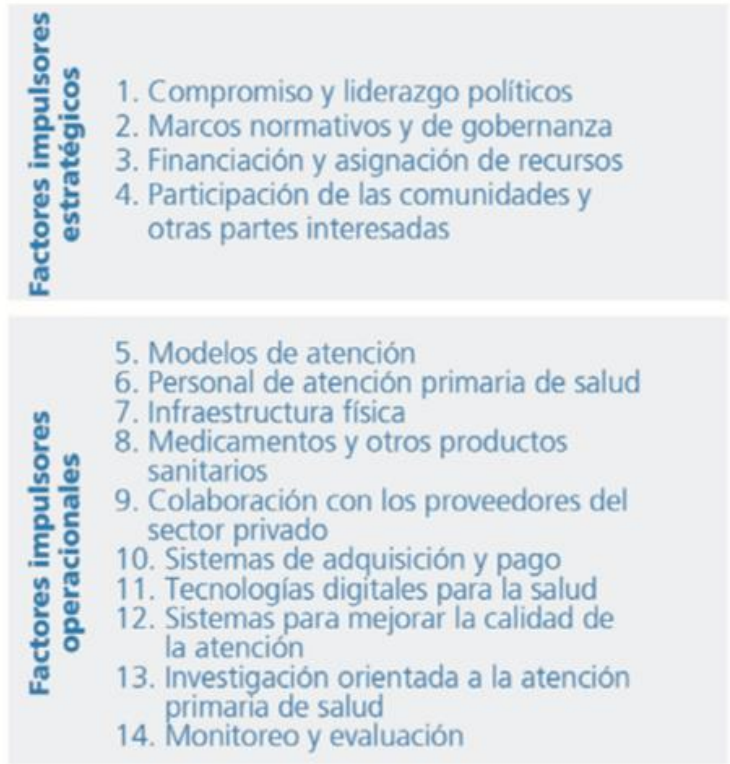 Factores impulsores
estratégicos
1. Compromiso y liderazgo políticos
2. Marcos normativos y de gobernanza
3. Financiación y asignación de recursos
4. Participación de las comunidades y
otras partes interesadas
Factores impulsores
operacionales
5. Modelos de atención
6. Personal de atención primaria de salud
7. Infraestructura física
8. Medicamentos y otros productos
sanitarios
9. Colaboración con los proveedores del
sector privado
10. Sistemas de adquisición y pago
11. Tecnologías digitales para la salud
12. Sistemas para mejorar la calidad de
la atención
13. Investigación orientada a la atención
primaria de salud
14. Monitoreo y evaluación